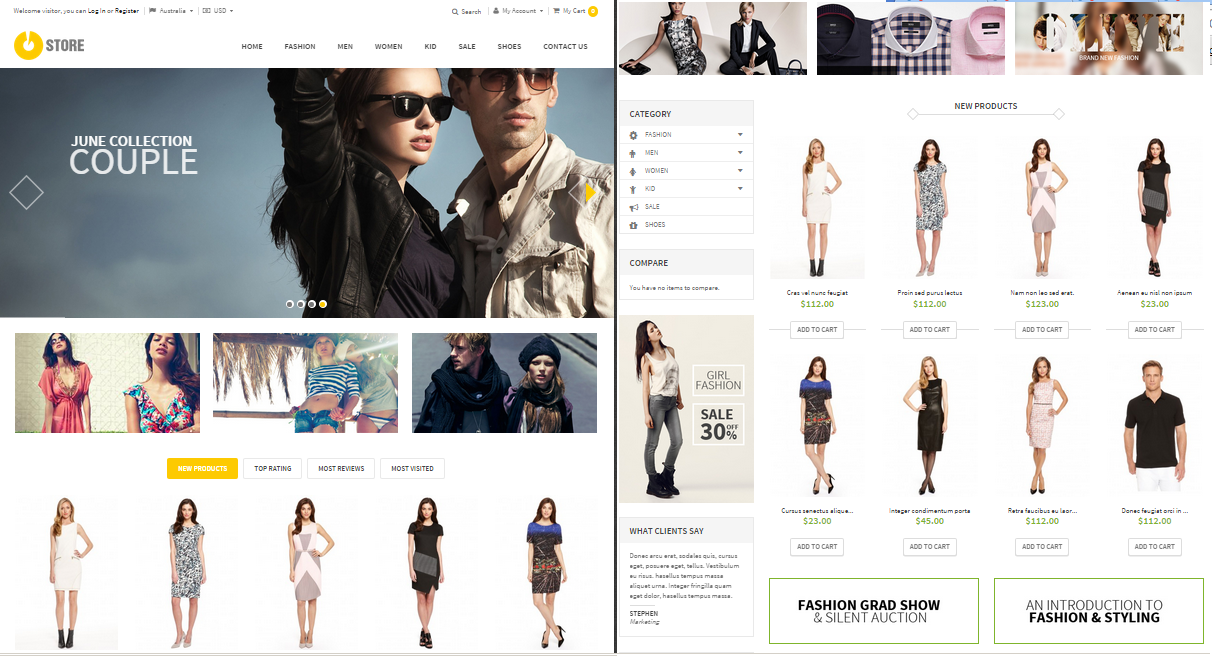 Welcome visitor, you can Log In or Register
Australia
USD
Search
My Account
My Cart
0
STORE
HOME
FASHION
MEN
WOMEN
KID
SALE
SHOES
CONTACT US
JUNE COLLECTION
COUPLE
NEW PRODUCTS
TOP RATING
MOST REVIEWS
MOST VISITED
BRAND NEW FASHION
CATEGORY
FASHION
MEN
WOMEN
KID
SALE
SHOES
COMPARE
You have no items to compare.
GIRL
FASHION
SALE
30% OFF
WHAT CLIENTS SAY
Donec arcu erat, sodales quis, cursus
eget, posuere eget, tellus. Vestibulum
eu risus. hasellus tempus massa
aliquet urna. Integer fringilla quam
eget dolor, hasellus tempus massa.
STEPHEN
Marketing
NEW PRODUCTS
Cras vel nunc feugiat
$112.00
ADD TO CART
Proin sed purus lectus
$112.00
ADD TO CART
Nam non leo sed erat.
$123.00
ADD TO CART
Aenean eu nisl non ipsum
$23.00
ADD TO CART
Cursus senectus alique...
$23.00
ADD TO CART
Integer condimentum porta
$45.00
ADD TO CART
Retra faucibus eu laor...
$112.00
ADD TO CART
Donec feugiat orci in ...
$112.00
ADD TO CART
FASHION GRAD SHOW
& SILENT AUCTION
AN INTRODUCTION TO
FASHION & STYLING